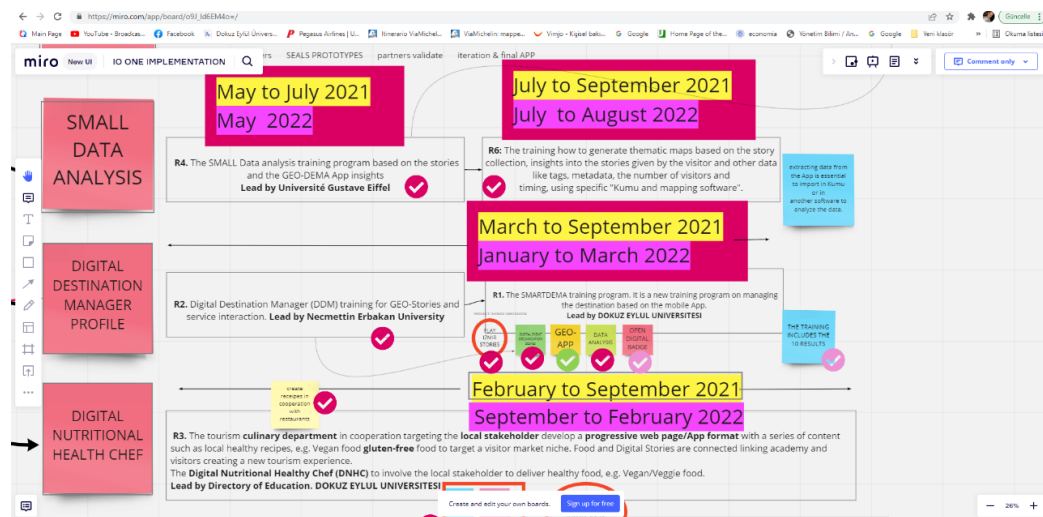 https://miro.com/app/board/o9J_ld6EM4o=/
Güncelle
Main Page
YouTube - Broadcas...
Facebook
Dokuz Eylül Ünivers...
Pegasus Airlines | U...
Itinerario ViaMichel...
ViaMichelin: mappe...
Vimjo - Kişisel bakı...
Google
Home Page of the...
economia
Yönetim Bilimi / An...
Google
Yeni klasör
»
Okuma listesi
miro
New UI
IO ONE IMPLEMENTATION
SEALS PROTOTYPES
partners validate
iteration & final APP
Comment only
SMALL
DATA
ANALYSIS
May to July 2021
May 2022
July to September 2021
July to August 2022
R4. The SMALL Data analysis training program based on the stories
and the GEO-DEMA App insights
Lead by Université Gustave Eiffel
R6: The training how to generate thematic maps based on the story
collection, insights into the stories given by the visitor and other data
like tags, metadata, the number of visitors and
timing, using specific "Kumu and mapping software".
extracting data from
the App is essential
to import in Kumu
or in
another software to
analyze the data.
DIGITAL
DESTINATION
MANAGER
PROFILE
March to September 2021
January to March 2022
R2. Digital Destination Manager (DDM) training for GEO-Stories and
service interaction. Lead by Necmettin Erbakan University
R1. The SMARTDEMA training program. It is a new training program on managing
the destination based on the mobile App.
Lead by DOKUZ EYLUL UNIVERSITESI
STORIES
GEO-
APP
DATA
ANALYSIS
OPEN
DIGITAL
BADGE
THE TRAINING
INCLUDES THE
10 RESULTS
DIGITAL
NUTRITIONAL
HEALTH CHEF
create
receipes in
cooperation
with
restaurants
February to September 2021
September to February 2022
R3. The tourism culinary department in cooperation targeting the local stakeholder develop a progressive web page/App format with a series of content
such as local healthy recipes, e.g. Vegan food gluten-free food to target a visitor market niche. Food and Digital Stories are connected linking academy and
visitors creating a new tourism experience.
The Digital Nutritional Healthy Chef (DNHC) to involve the local stakeholder to deliver healthy food, e.g. Vegan/Veggie food.
Lead by Directory of Education. DOKUZ EYLUL UNIVERSITESI
Create and edit your own boards.
Sign up for free
26%